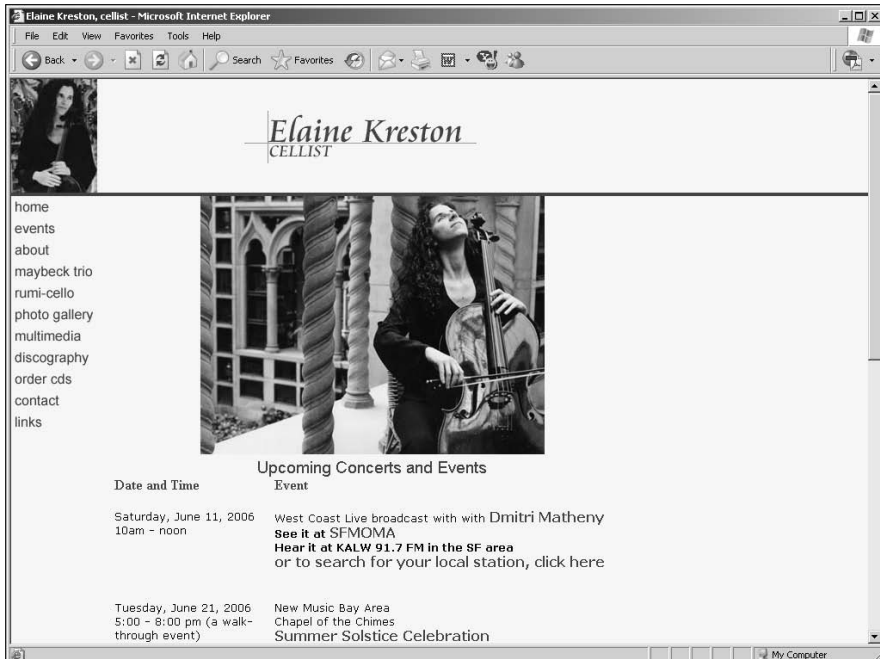 Elaine Kreston, cellist - Microsoft Internet Explorer
File Edit View Favorites Tools Help
Back Search Favorites
Elaine Kreston
CELLIST
home
events
about
maybeck trio
rumi-cello
photo gallery
multimedia
discography
order cds
contact
links
Upcoming Concerts and Events
Date and Time Event
Saturday, June 11, 2006 West Coast Live broadcast with with Dmitri Matheny
10am - noon See it at SFMOMA
Hear it at KALW 91.7 FM in the SF area
or to search for your local station, click here
Tuesday, June 21, 2006 New Music Bay Area
5:00 - 8:00 pm (a walk- Chapel of the Chimes
through event) Summer Solstice Celebration
My Computer